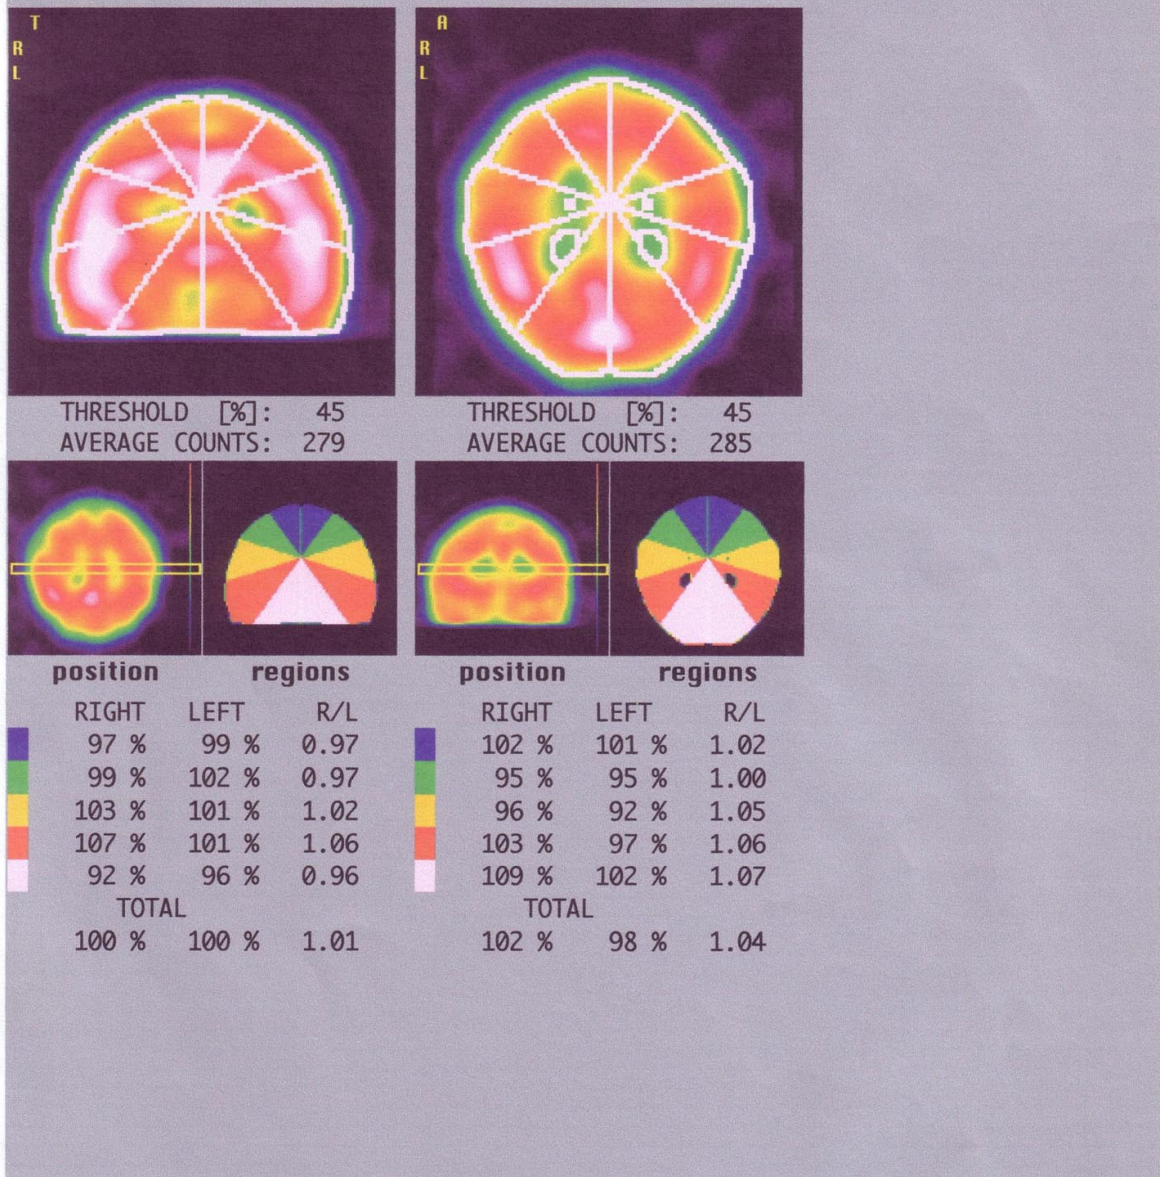 T
R
L
A
R
L
THRESHOLD [%]: 45
AVERAGE COUNTS: 279
THRESHOLD [%]: 45
AVERAGE COUNTS: 285
position regions
position regions
RIGHT LEFT R/L
97 % 99 % 0.97
99 % 102 % 0.97
103 % 101 % 1.02
107 % 101 % 1.06
92 % 96 % 0.96
TOTAL
100 % 100 % 1.01
RIGHT LEFT R/L
102 % 101 % 1.02
95 % 95 % 1.00
96 % 92 % 1.05
103 % 97 % 1.06
109 % 102 % 1.07
TOTAL
102 % 98 % 1.04